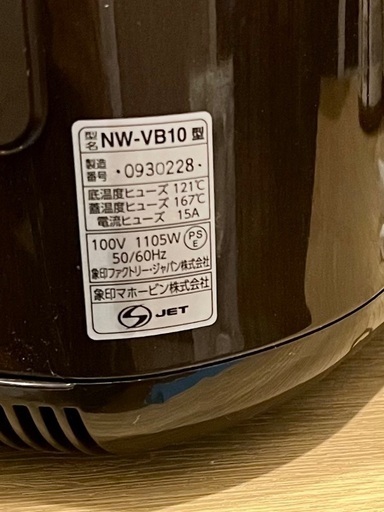 型名 NW-VB10 型
製造番号 ・0930228・
底温度ヒューズ 121℃
蓋温度ヒューズ 167℃
電流ヒューズ 15A
100V 1105W
50/60Hz
PSE
象印ファクトリー・ジャパン株式会社
象印マホービン株式会社
S JET